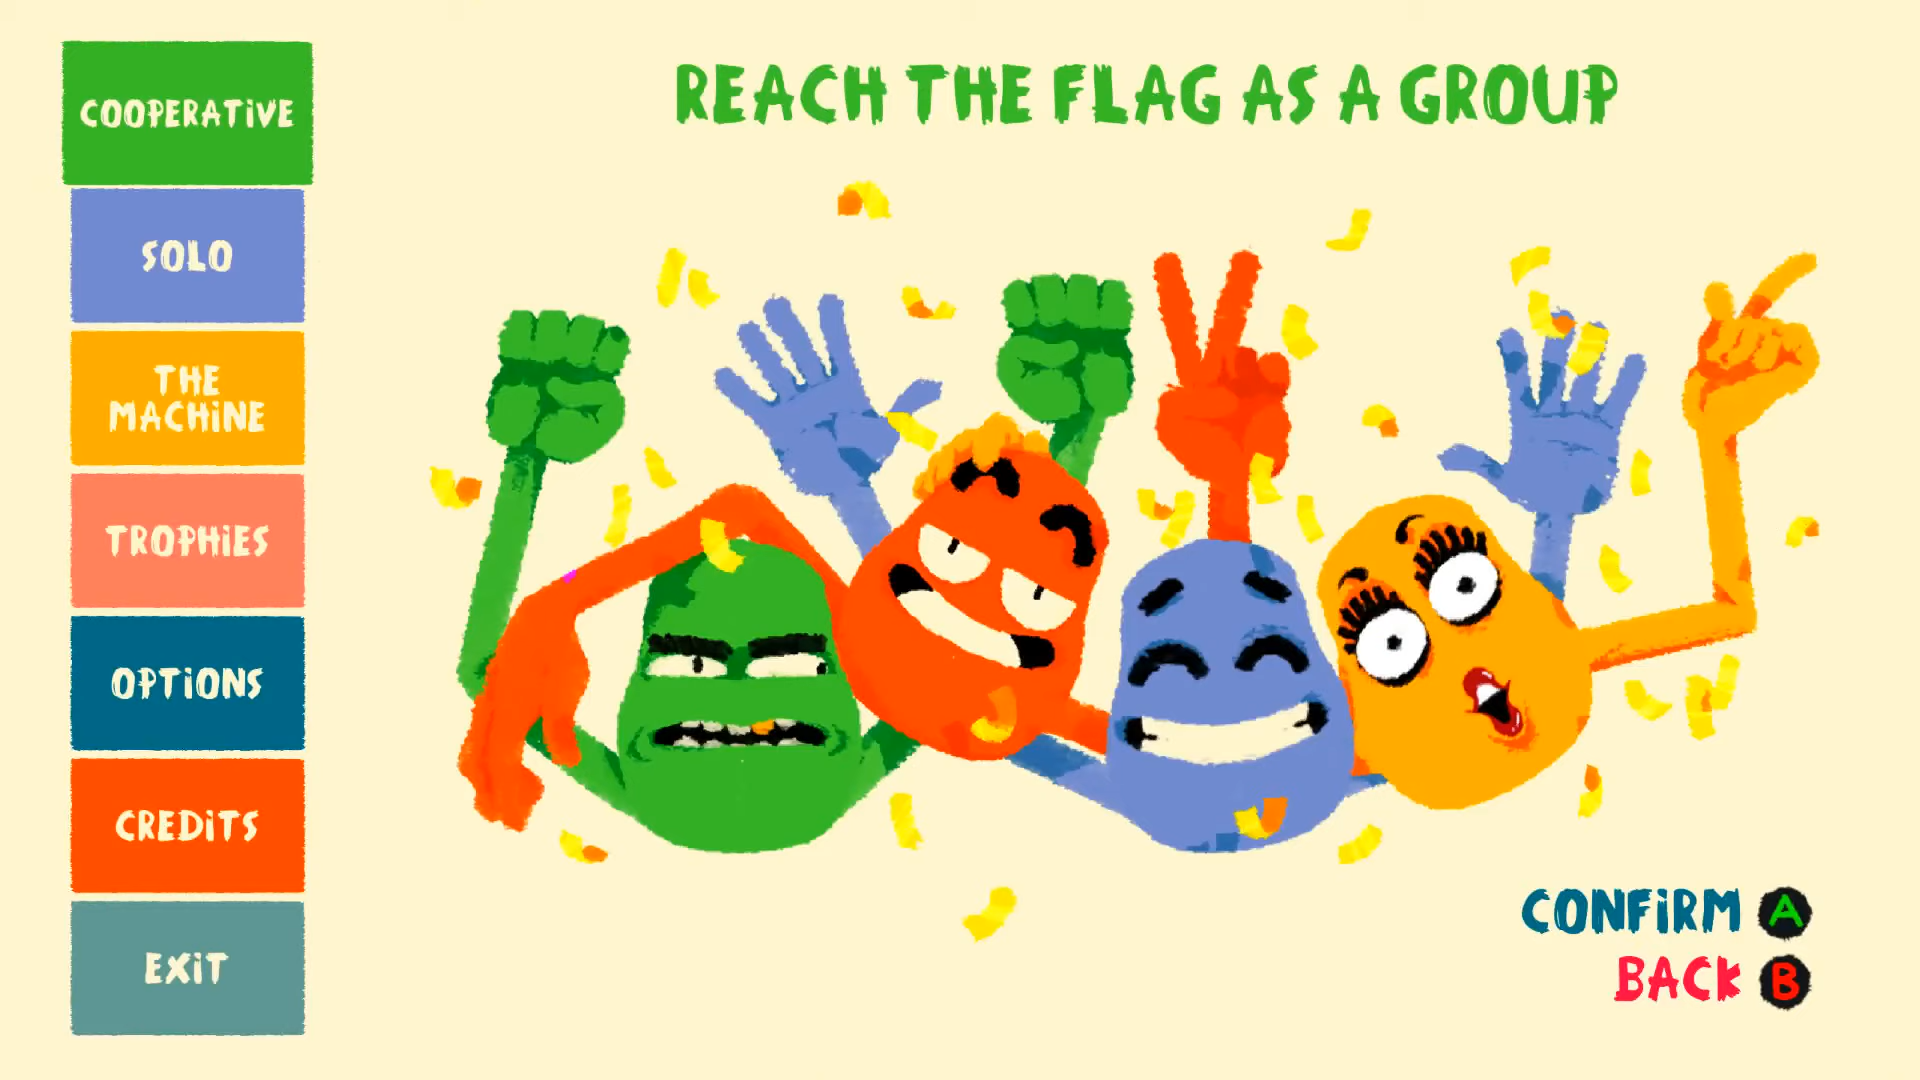 COOPERATiVE
REACH THE FLAG AS A GROUP
SOLO
THE
MACHiNE
TROPHiES
OPTiONS
CREDiTS
EXiT
CONFiRM A
BACK B